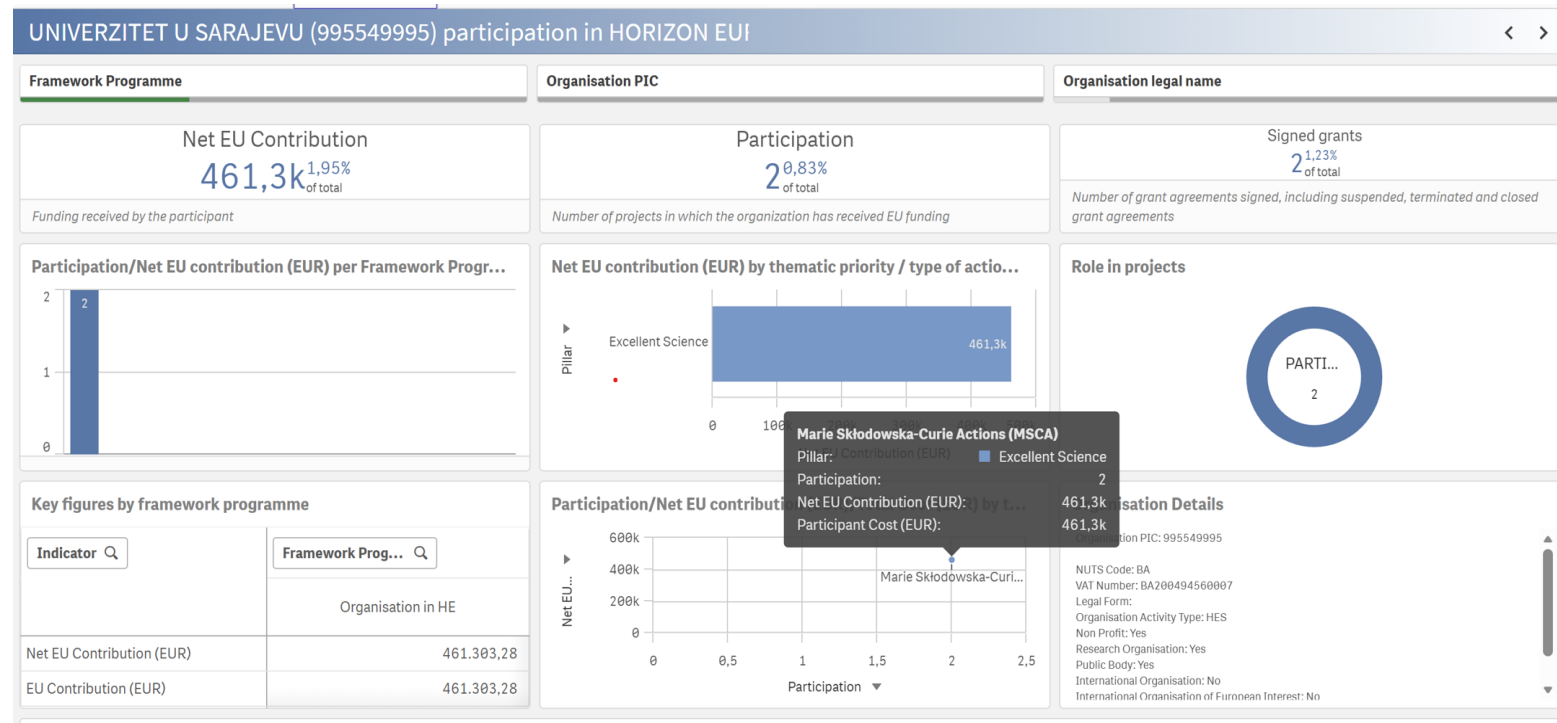 UNIVERZITET U SARAJEVU (995549995) participation in HORIZON EUI
Framework Programme
Organisation PIC
Organisation legal name
Net EU Contribution
461,3k 1,95%
of total
Funding received by the participant
Participation
2 0,83%
of total
Number of projects in which the organization has received EU funding
Signed grants
2 1,23%
of total
Number of grant agreements signed, including suspended, terminated and closed
grant agreements
Participation/Net EU contribution (EUR) per Framework Progr...
2
2
1
0
Net EU contribution (EUR) by thematic priority / type of actio...
Pillar
Excellent Science
461,3k
0
100k
Role in projects
PARTI...
2
Marie Skłodowska-Curie Actions (MSCA)
Pillar: Excellent Science
Participation: 2
Net EU Contribution (EUR): 461,3k
Participant Cost (EUR): 461,3k
Key figures by framework programme
Indicator
Framework Prog...
Organisation in HE
Net EU Contribution (EUR) 461.303,28
EU Contribution (EUR) 461.303,28
Participation/Net EU contribution
Net EU...
600k
400k
200k
0
Marie Skłodowska-Curi...
0
0,5
1
1,5
2
2,5
Participation
Organisation Details
Organisation PIC: 995549995
NUTS Code: BA
VAT Number: BA200494560007
Legal Form:
Organisation Activity Type: HES
Non Profit: Yes
Research Organisation: Yes
Public Body: Yes
International Organisation: No
International Organisation of European Interest: No